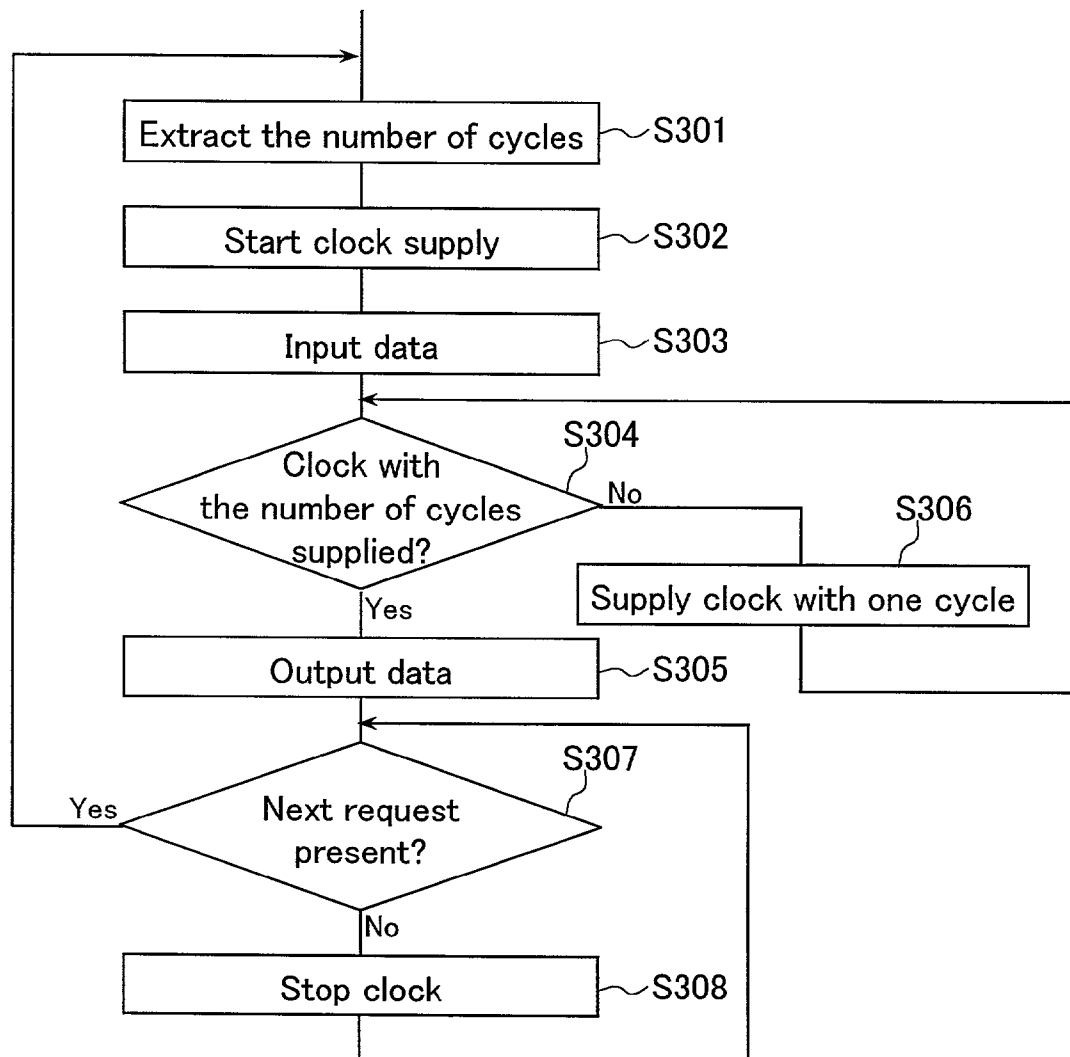 Extract the number of cycles
S301
Start clock supply
S302
Input data
S303
S304
Clock with
the number of cycles
supplied?
No
S306
Supply clock with one cycle
Yes
Output data
S305
S307
Yes
Next request
present?
No
Stop clock
S308